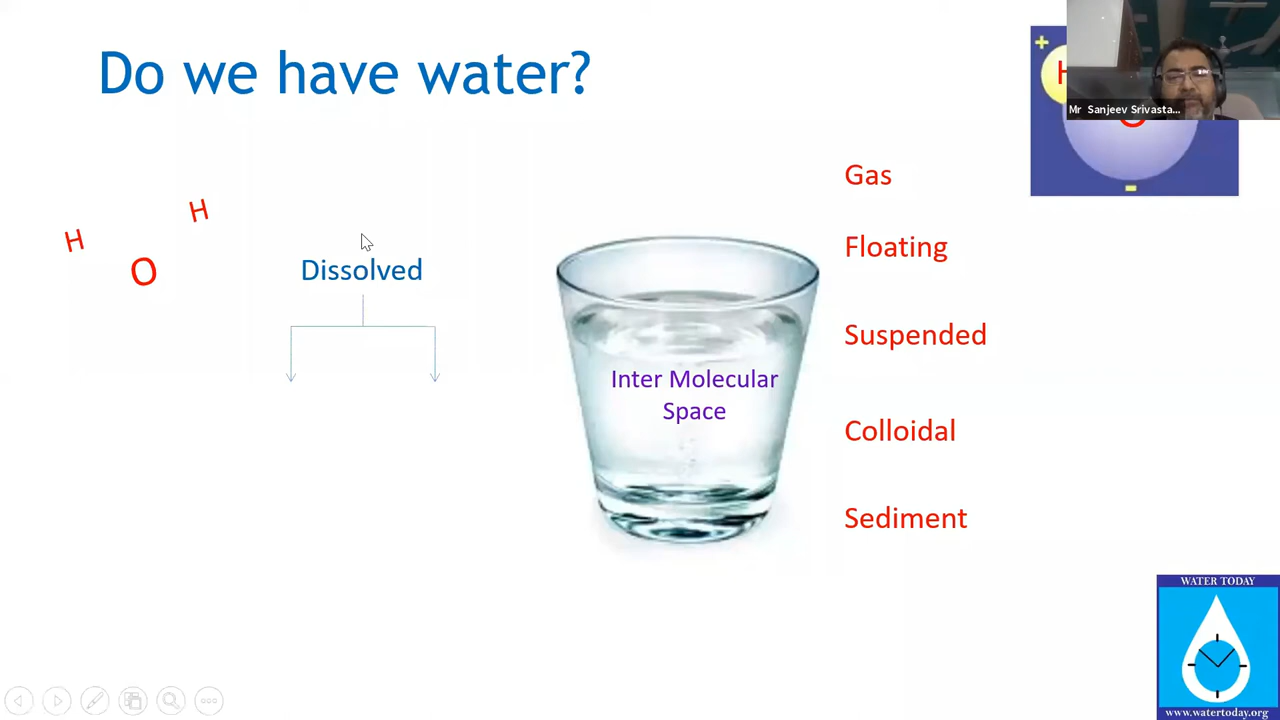 Do we have water?
+
H
Mr Sanjeev Srivasta...
-
H
H
O
Dissolved
Inter Molecular
Space
Gas
Floating
Suspended
Colloidal
Sediment
WATER TODAY
www.watertoday.org